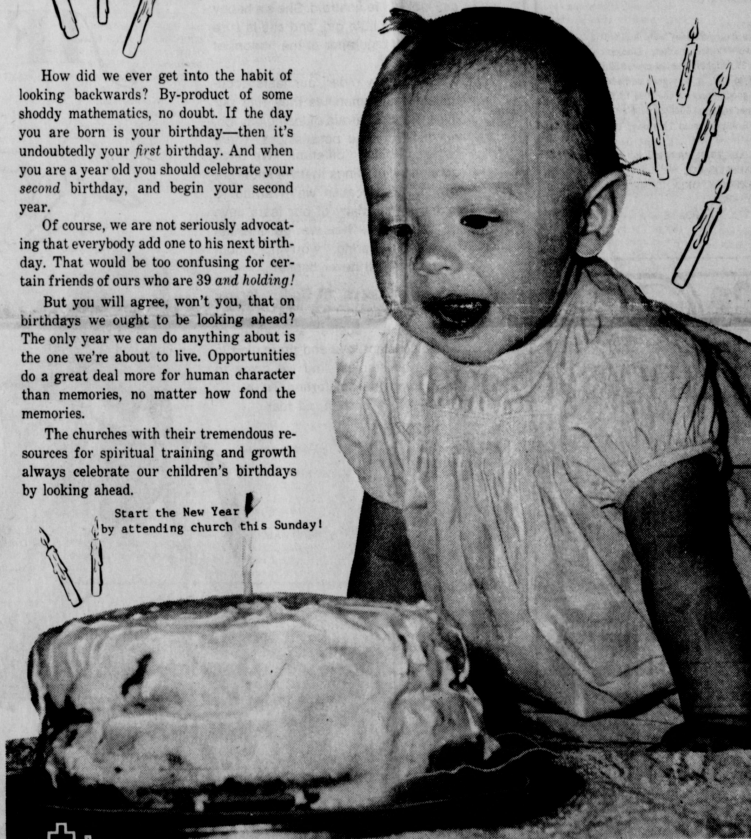 How did we ever get into the habit of
looking backwards? By-product of some
shoddy mathematics, no doubt. If the day
you are born is your birthday—then it's
undoubtedly your first birthday. And when
you are a year old you should celebrate your
second birthday, and begin your second
year.
Of course, we are not seriously advocat-
ing that everybody add one to his next birth-
day. That would be too confusing for cer-
tain friends of ours who are 39 and holding!
But you will agree, won't you, that on
birthdays we ought to be looking ahead?
The only year we can do anything about is
the one we're about to live. Opportunities
do a great deal more for human character
than memories, no matter how fond the
memories.
The churches with their tremendous re-
sources for spiritual training and growth
always celebrate our children's birthdays
by looking ahead.
Start the New Year
by attending church this Sunday!